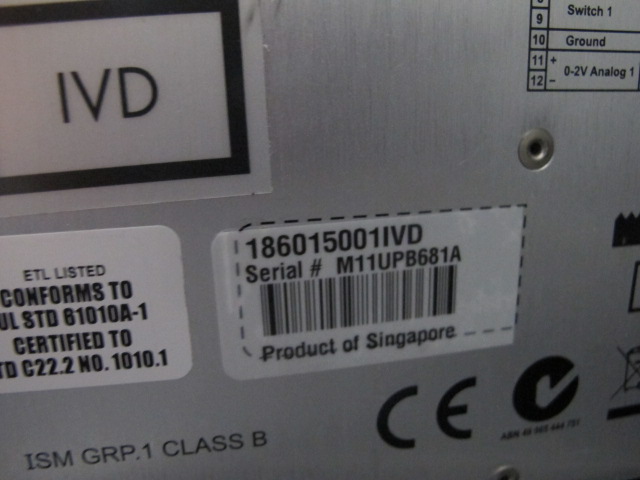 IVD
9
Switch 1
10
Ground
11 +
0-2V Analog 1
12 –
186015001IVD
Serial # M11UPB681A
Product of Singapore
ETL LISTED
CONFORMS TO
UL STD 61010A-1
CERTIFIED TO
TD C22.2 NO. 1010.1
CE
ISM GRP.1 CLASS B